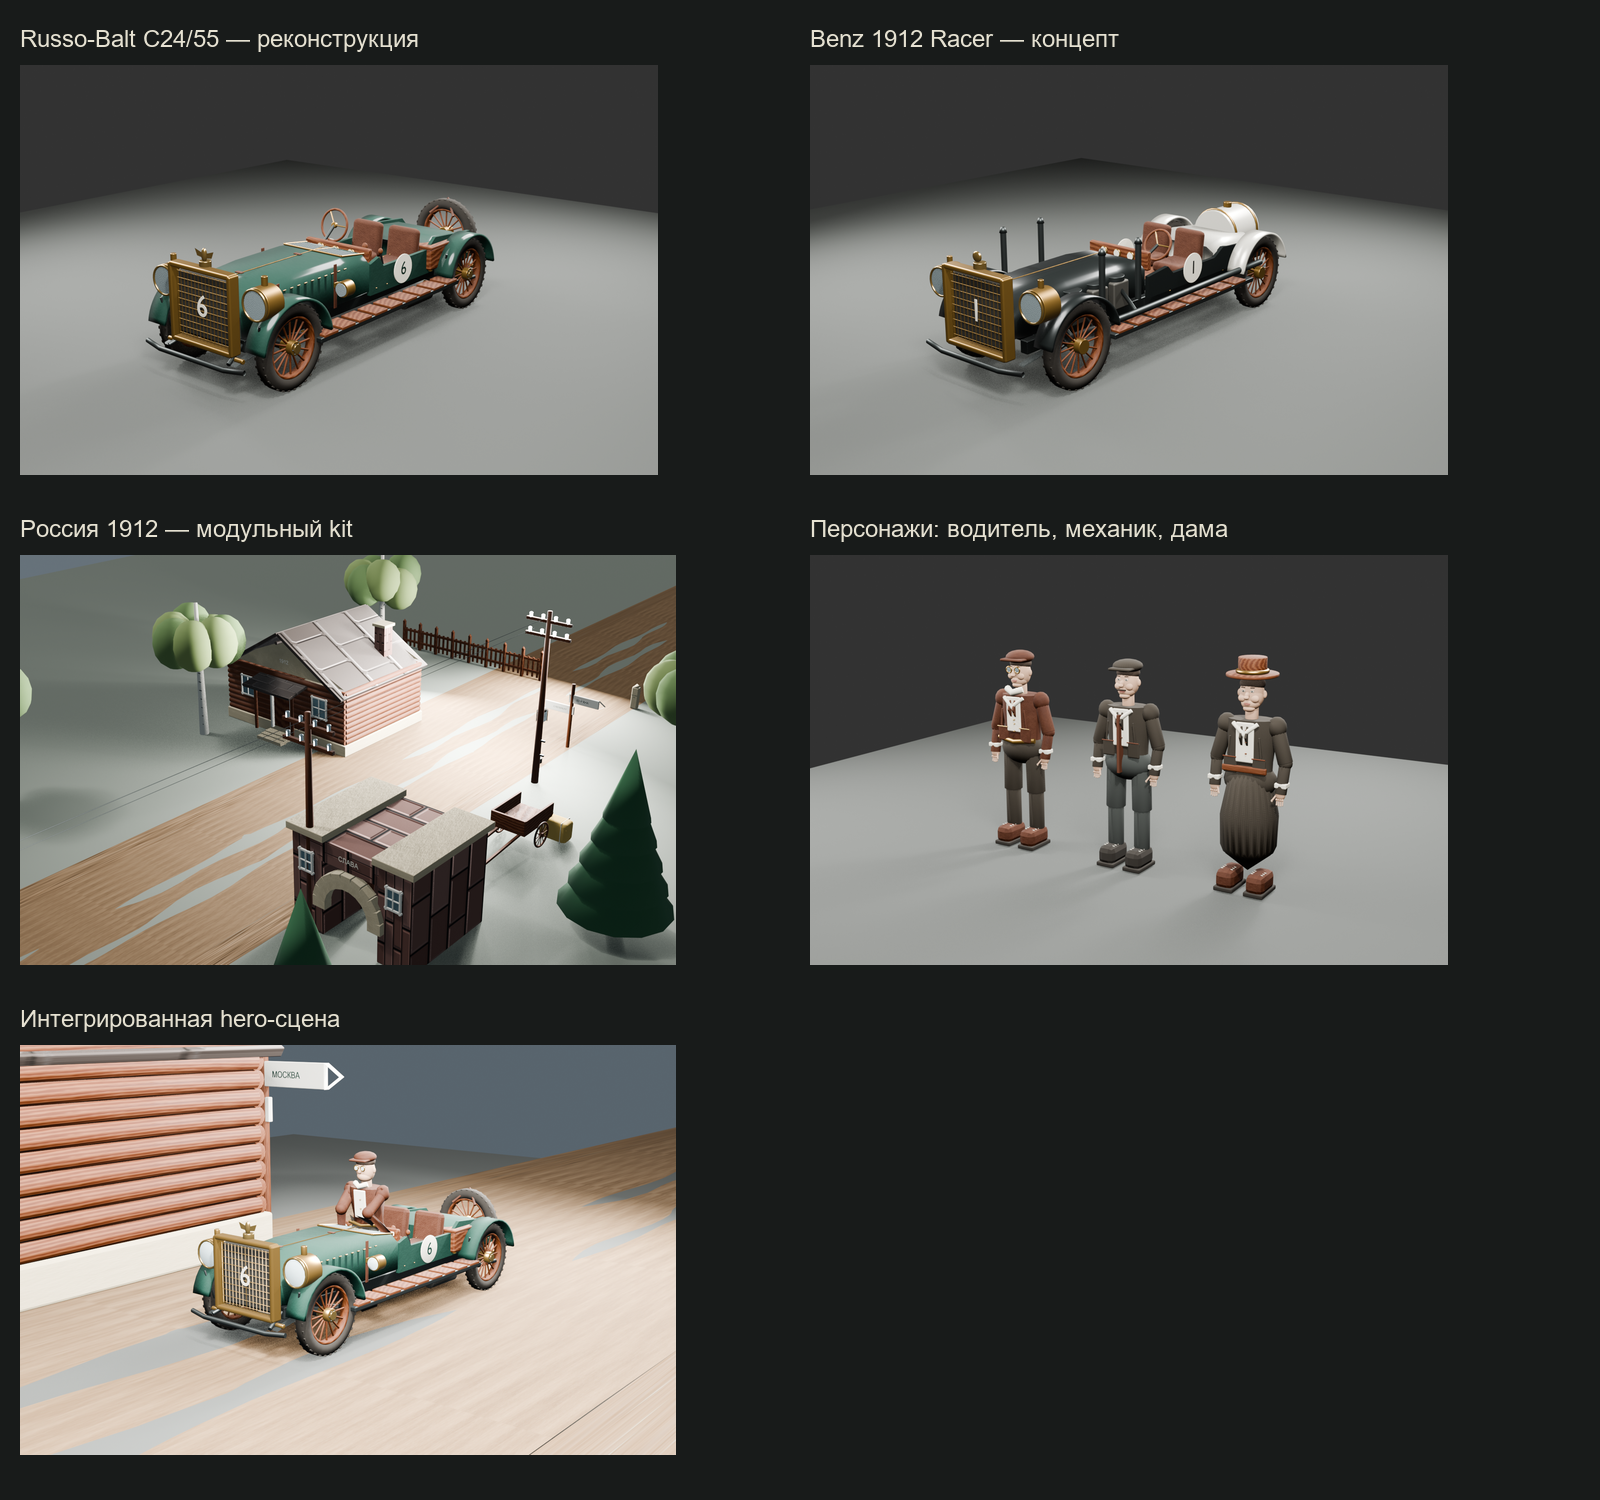 Russo-Balt C24/55 — реконструкция
Benz 1912 Racer — концепт
6
6
1
1
Россия 1912 — модульный kit
Персонажи: водитель, механик, дама
СЛАВА
Интегрированная hero-сцена
МОСКВА
6
6